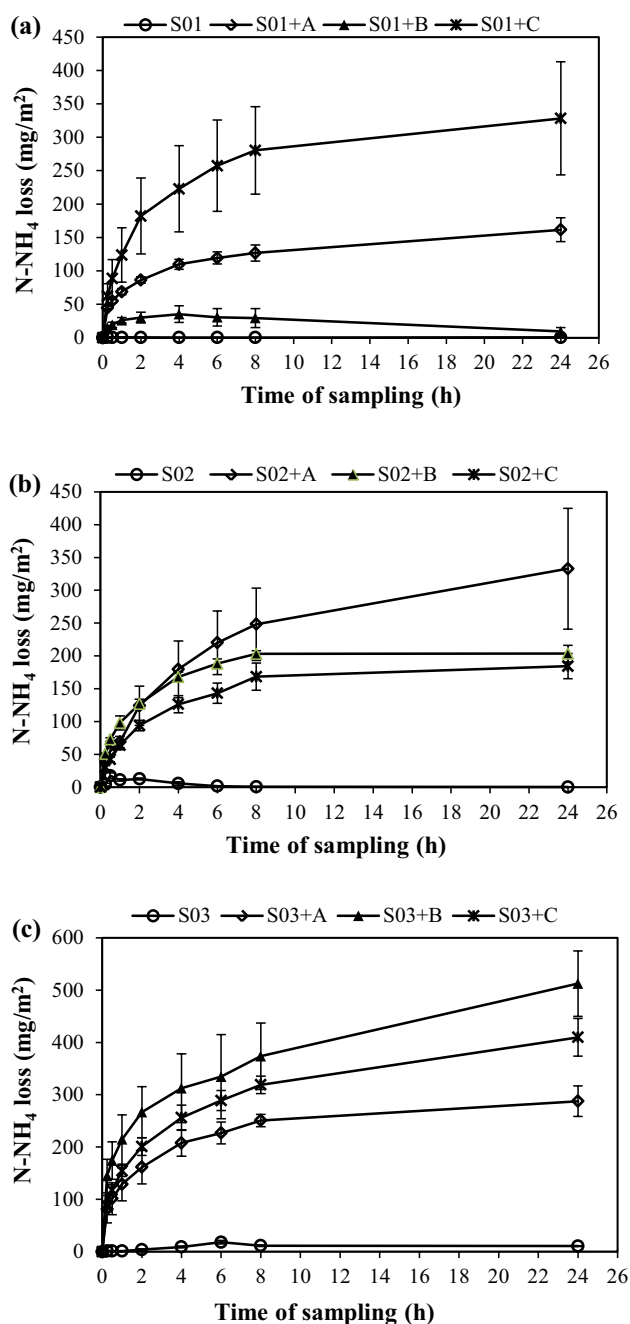 (a) S01 S01+A S01+B S01+C
450
400
350
300
250
200
150
100
50
0
N-NH4 loss (mg/m2)
0 2 4 6 8 10 12 14 16 18 20 22 24 26
Time of sampling (h)
(b) S02 S02+A S02+B S02+C
450
400
350
300
250
200
150
100
50
0
N-NH4 loss (mg/m2)
0 2 4 6 8 10 12 14 16 18 20 22 24 26
Time of sampling (h)
(c) S03 S03+A S03+B S03+C
600
500
400
300
200
100
0
N-NH4 loss (mg/m2)
0 2 4 6 8 10 12 14 16 18 20 22 24 26
Time of sampling (h)